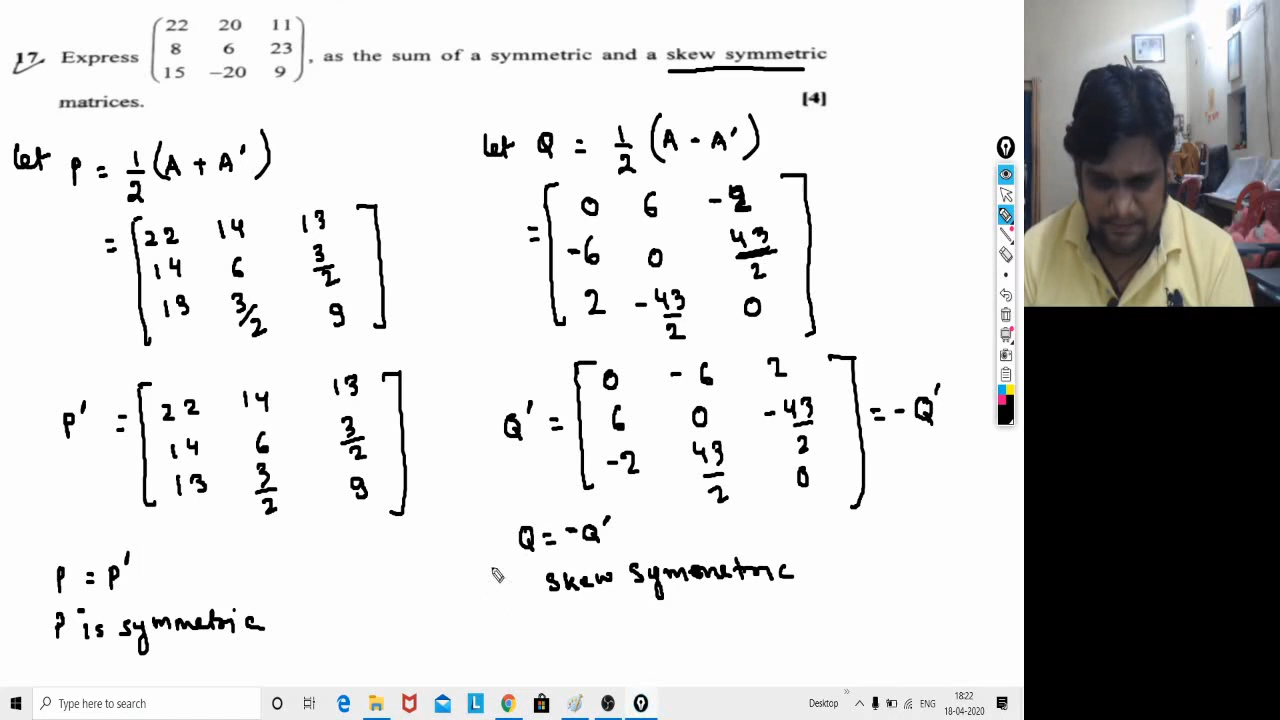 17. Express (22 20 11
8 6 23
15 −20 9), as the sum of a symmetric and a skew symmetric
matrices. [4]
let P = 1/2 (A + A')
= [22 14 13
14 6 3/2
13 3/2 9]
P' = [22 14 13
14 6 3/2
13 3/2 9]
P = P'
P is symmetric
let Q = 1/2 (A - A')
= [0 6 -2
-6 0 43/2
2 -43/2 0]
Q' = [0 -6 2
6 0 -43/2
-2 43/2 0] = -Q'
Q = -Q'
skew symmetric
Type here to search
Desktop
ENG
18:22
18-04-2020